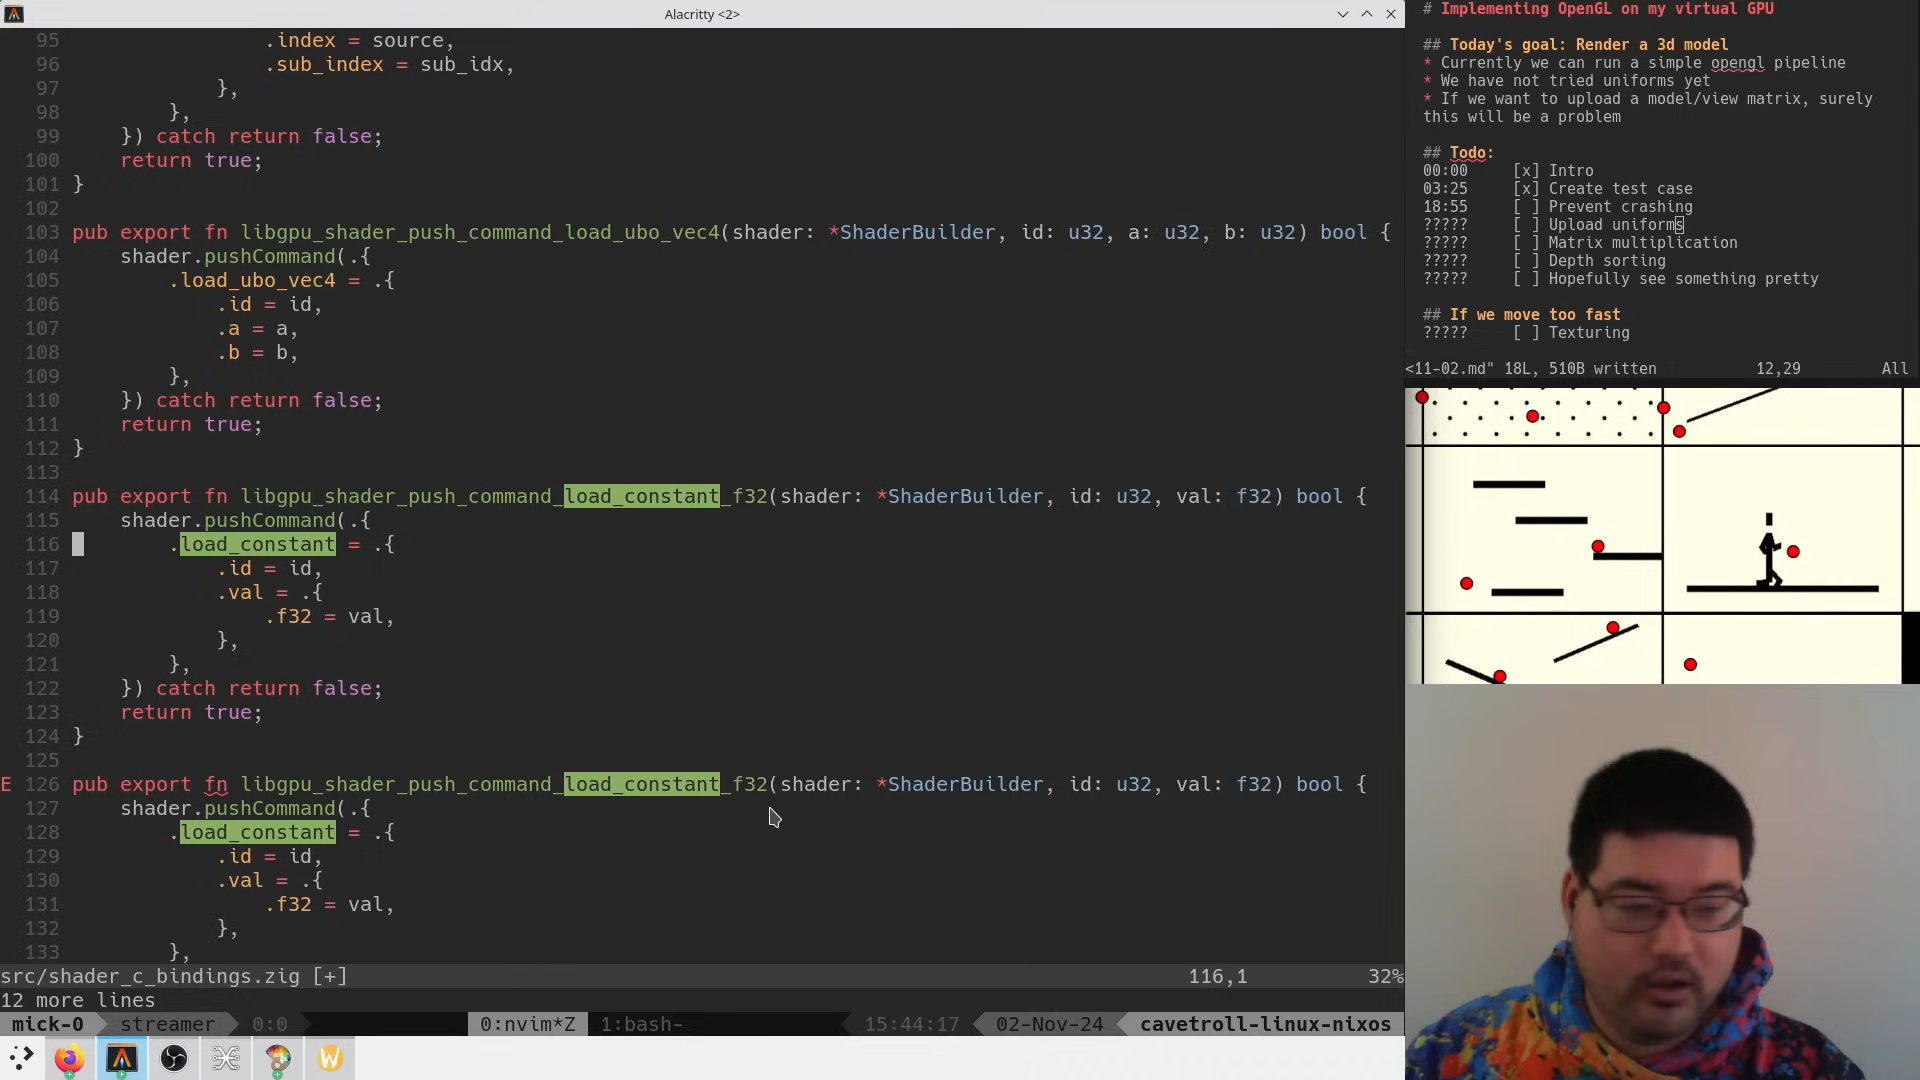 Alacritty <2>
95 .index = source,
96 .sub_index = sub_idx,
97 },
98 },
99 }) catch return false;
100 return true;
101 }
102
103 pub export fn libgpu_shader_push_command_load_ubo_vec4(shader: *ShaderBuilder, id: u32, a: u32, b: u32) bool {
104 shader.pushCommand(.{
105 .load_ubo_vec4 = .{
106 .id = id,
107 .a = a,
108 .b = b,
109 },
110 }) catch return false;
111 return true;
112 }
113
114 pub export fn libgpu_shader_push_command_load_constant_f32(shader: *ShaderBuilder, id: u32, val: f32) bool {
115 shader.pushCommand(.{
116 .load_constant = .{
117 .id = id,
118 .val = .{
119 .f32 = val,
120 },
121 },
122 }) catch return false;
123 return true;
124 }
125
E 126 pub export fn libgpu_shader_push_command_load_constant_f32(shader: *ShaderBuilder, id: u32, val: f32) bool {
127 shader.pushCommand(.{
128 .load_constant = .{
129 .id = id,
130 .val = .{
131 .f32 = val,
132 },
133 },
src/shader_c_bindings.zig [+] 116,1 32%
12 more lines
mick-0 streamer 0:0 0:nvim*Z 1:bash- 15:44:17 02-Nov-24 cavetroll-linux-nixos
# Implementing OpenGL on my virtual GPU
## Today's goal: Render a 3d model
* Currently we can run a simple opengl pipeline
* We have not tried uniforms yet
* If we want to upload a model/view matrix, surely
this will be a problem
## Todo:
00:00 [x] Intro
03:25 [x] Create test case
18:55 [ ] Prevent crashing
????? [ ] Upload uniforms
????? [ ] Matrix multiplication
????? [ ] Depth sorting
????? [ ] Hopefully see something pretty
## If we move too fast
????? [ ] Texturing
<11-02.md" 18L, 510B written 12,29 All